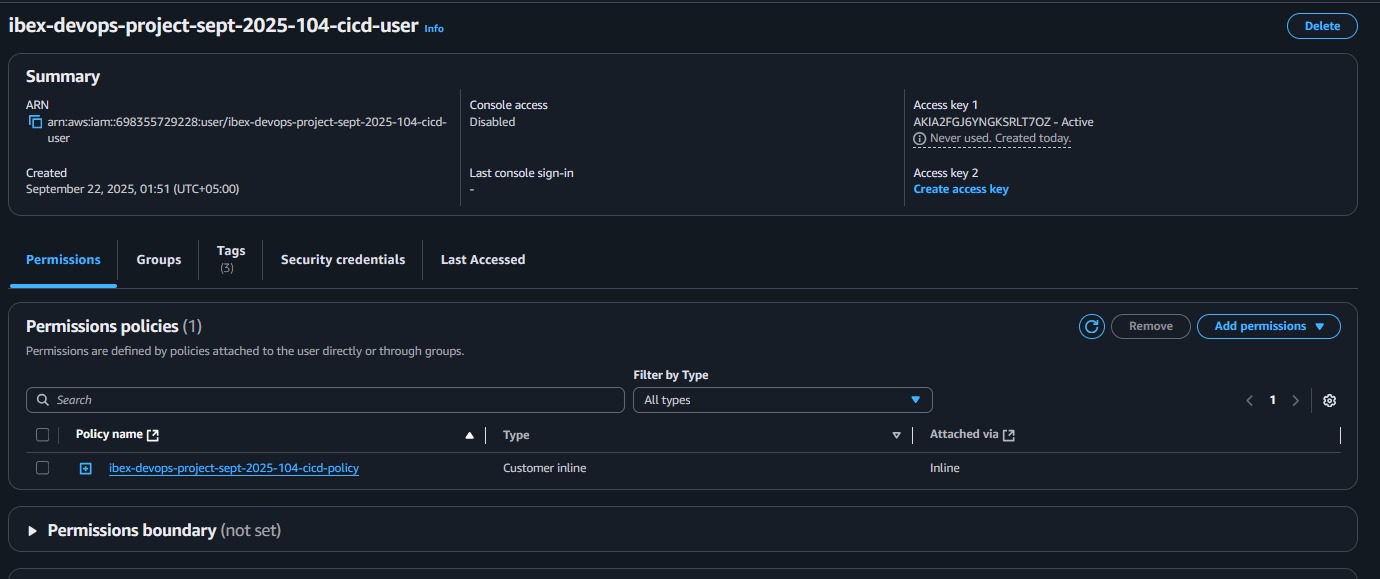 ibex-devops-project-sept-2025-104-cicd-user Info
Delete
Summary
ARN
arn:aws:iam::698355729228:user/ibex-devops-project-sept-2025-104-cicd-
user
Created
September 22, 2025, 01:51 (UTC+05:00)
Console access
Disabled
Last console sign-in
-
Access key 1
AKIA2FGJ6YNGKSRLT7OZ - Active
Never used. Created today.
Access key 2
Create access key
Permissions
Groups
Tags
(3)
Security credentials
Last Accessed
Permissions policies (1)
Remove
Add permissions
Permissions are defined by policies attached to the user directly or through groups.
Filter by Type
Search
All types
1
Policy name
Type
Attached via
ibex-devops-project-sept-2025-104-cicd-policy
Customer inline
Inline
Permissions boundary (not set)